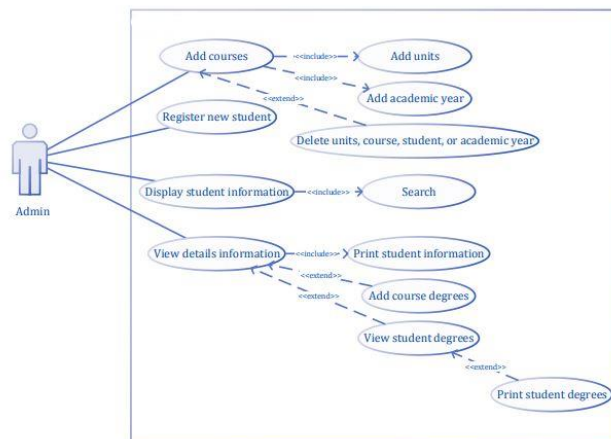 Add courses
<<include>>
Add units
<<include>>
Add academic year
<<extend>>
Register new student
Delete units, course, student, or academic year
Display student information
<<include>>
Search
Admin
View details information
<<include>>
Print student information
<<extend>>
Add course degrees
<<extend>>
View student degrees
<<extend>>
Print student degrees